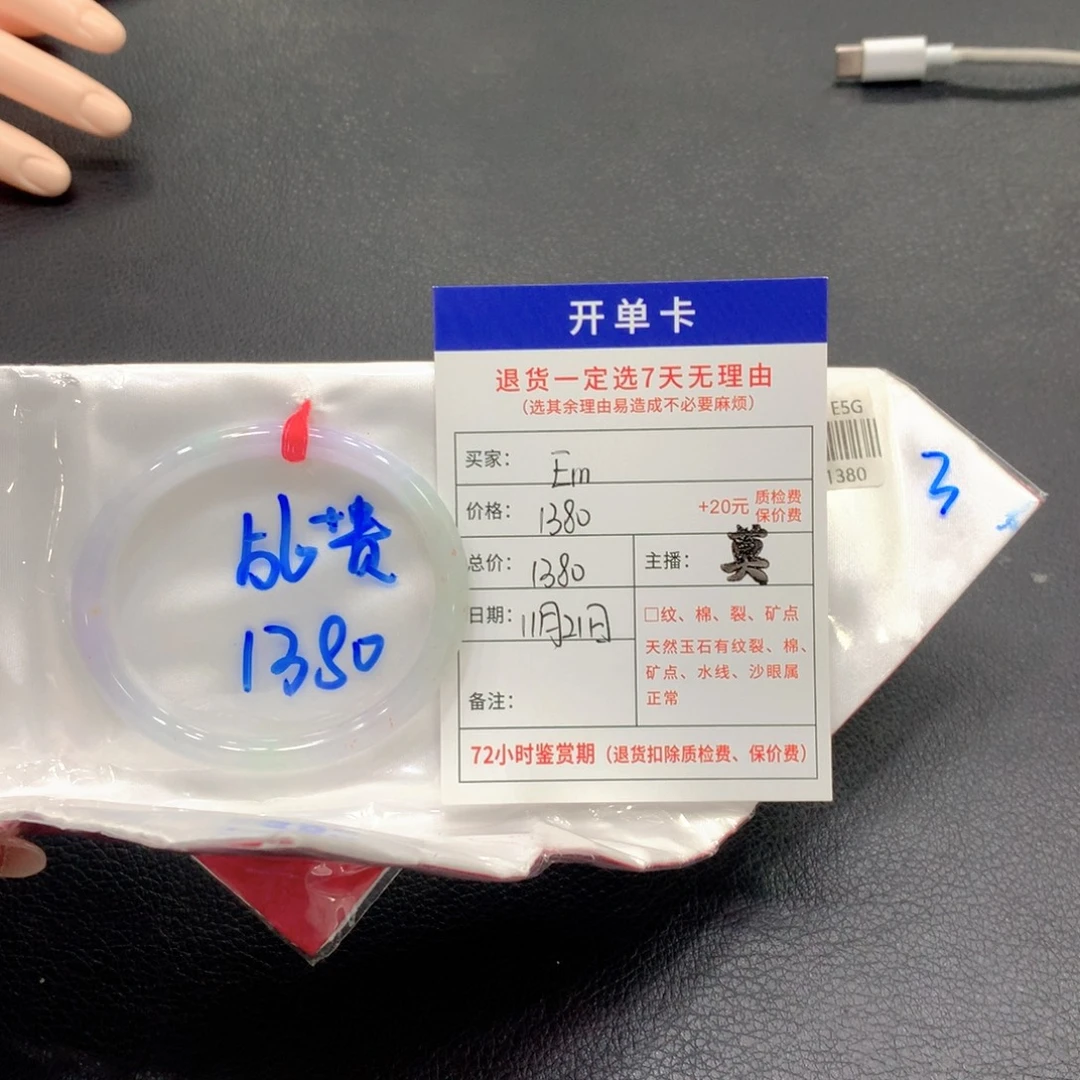 开单卡
退货一定选7天无理由
(选其余理由易造成不必要麻烦)
买家: Em
价格: 1380 +20元 质检费 保价费
总价: 1380 主播: 莫
日期: 11月21日
□纹、棉、裂、矿点
天然玉石有纹裂、棉、
矿点、水线、沙眼属
正常
备注:
72小时鉴赏期(退货扣除质检费、保价费)
E5G
1380
3
56+贵
1380